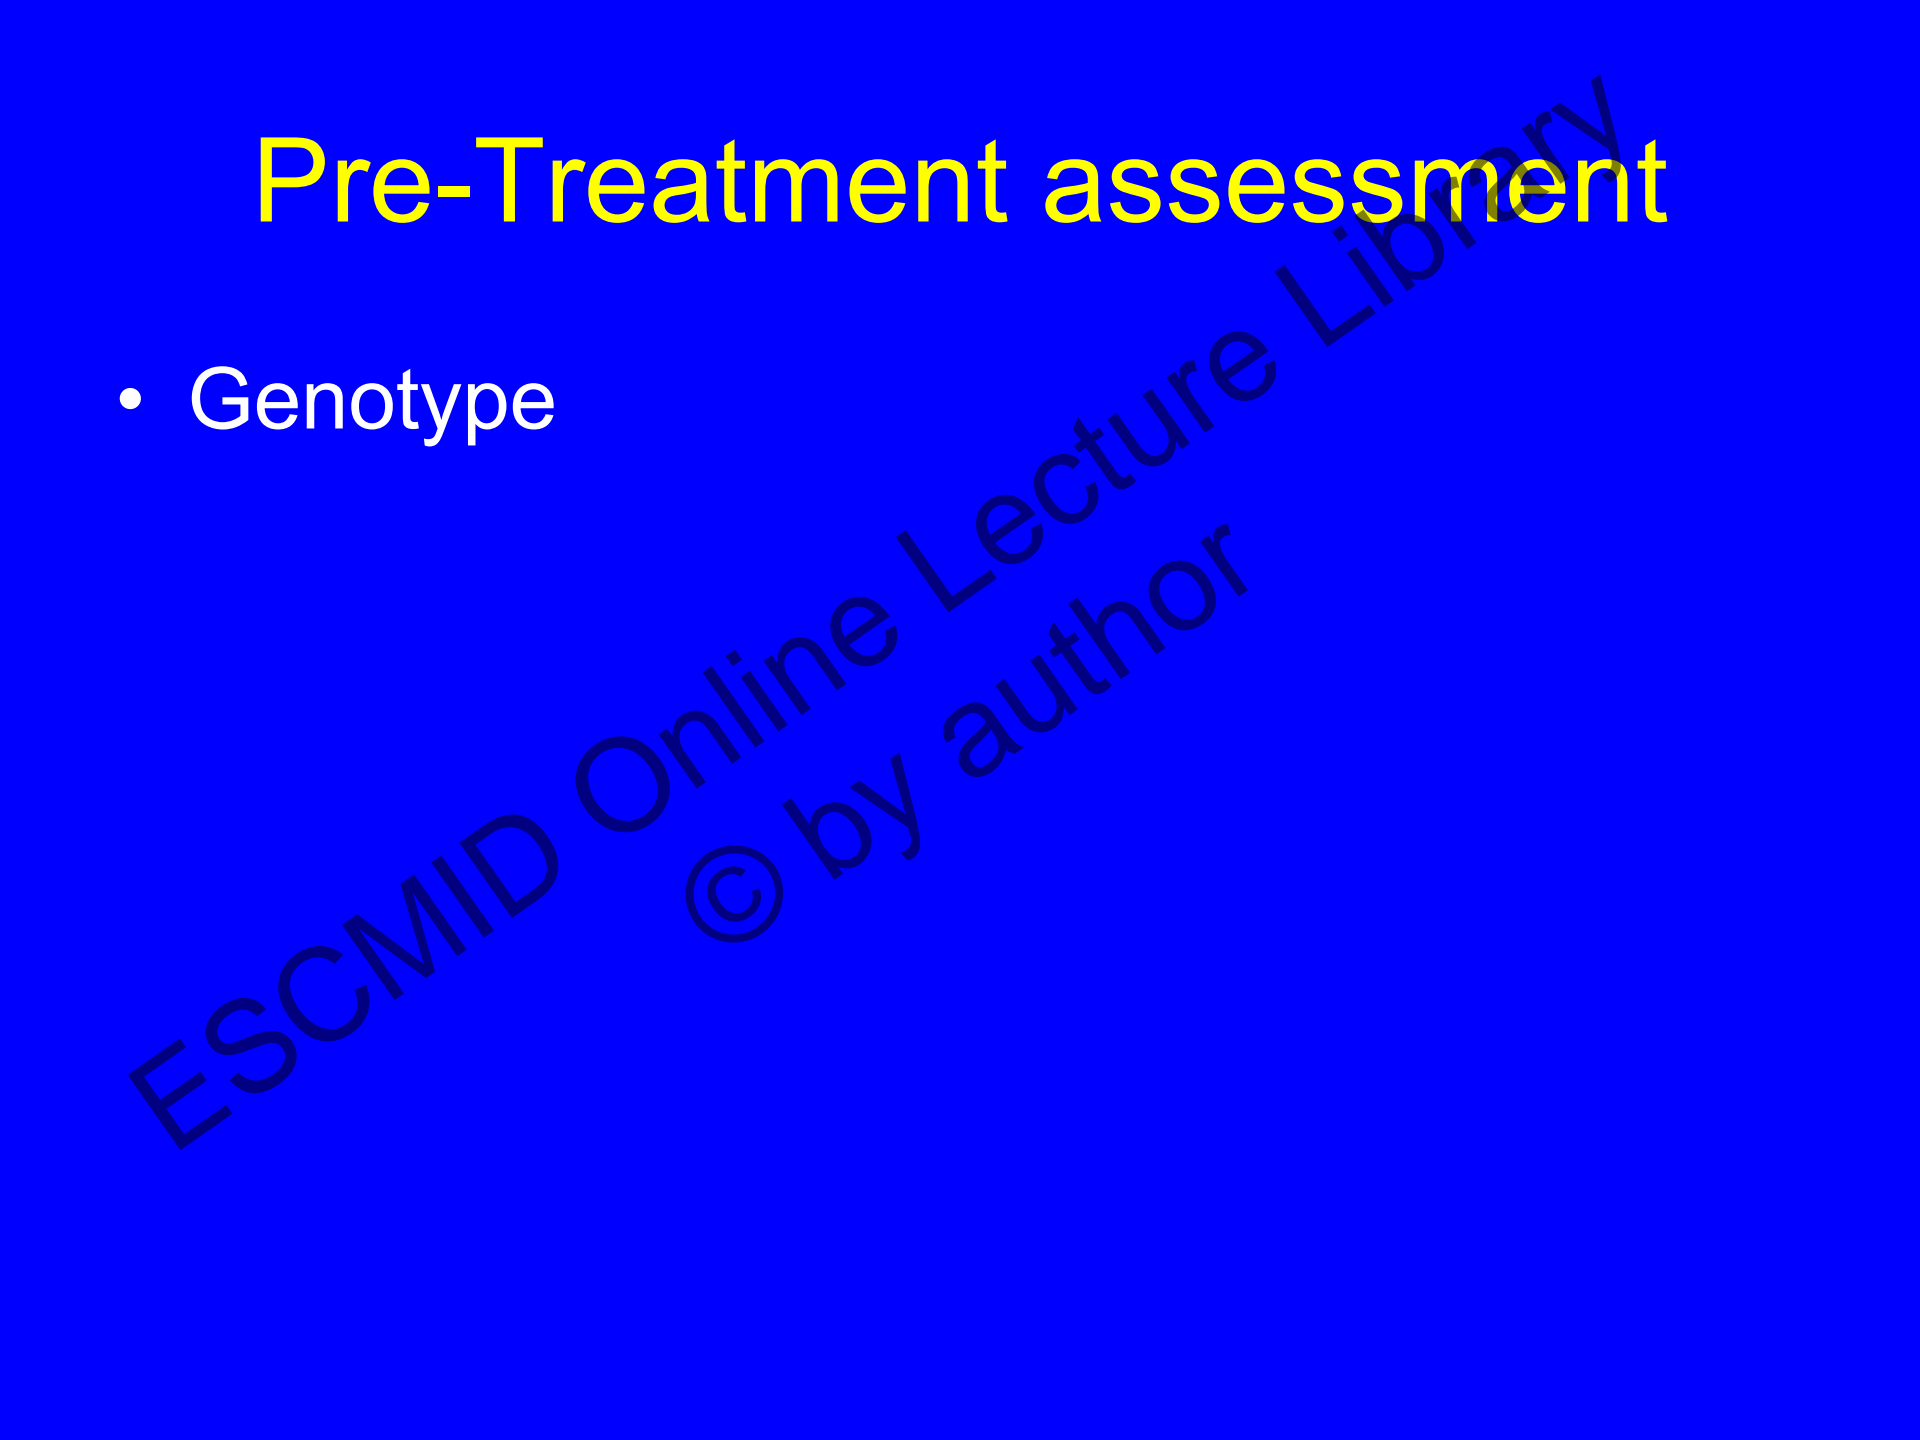 Pre-Treatment assessment
• Genotype
ESCMID Online Lecture Library
© by author